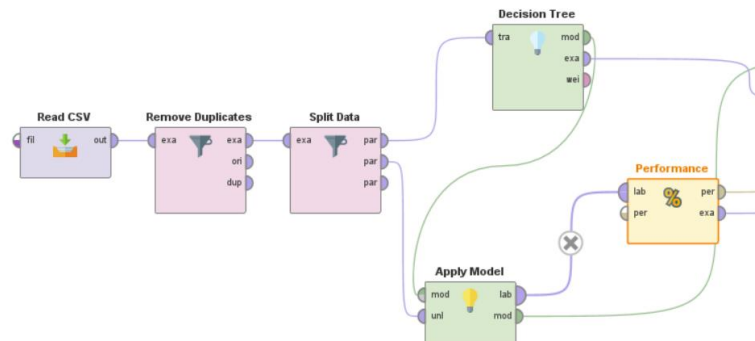 Decision Tree
tra mod
exa
wei
Read CSV
fil out
Remove Duplicates
exa exa
ori
dup
Split Data
exa par
par
par
Performance
lab % per
per exa
Apply Model
mod lab
unl mod